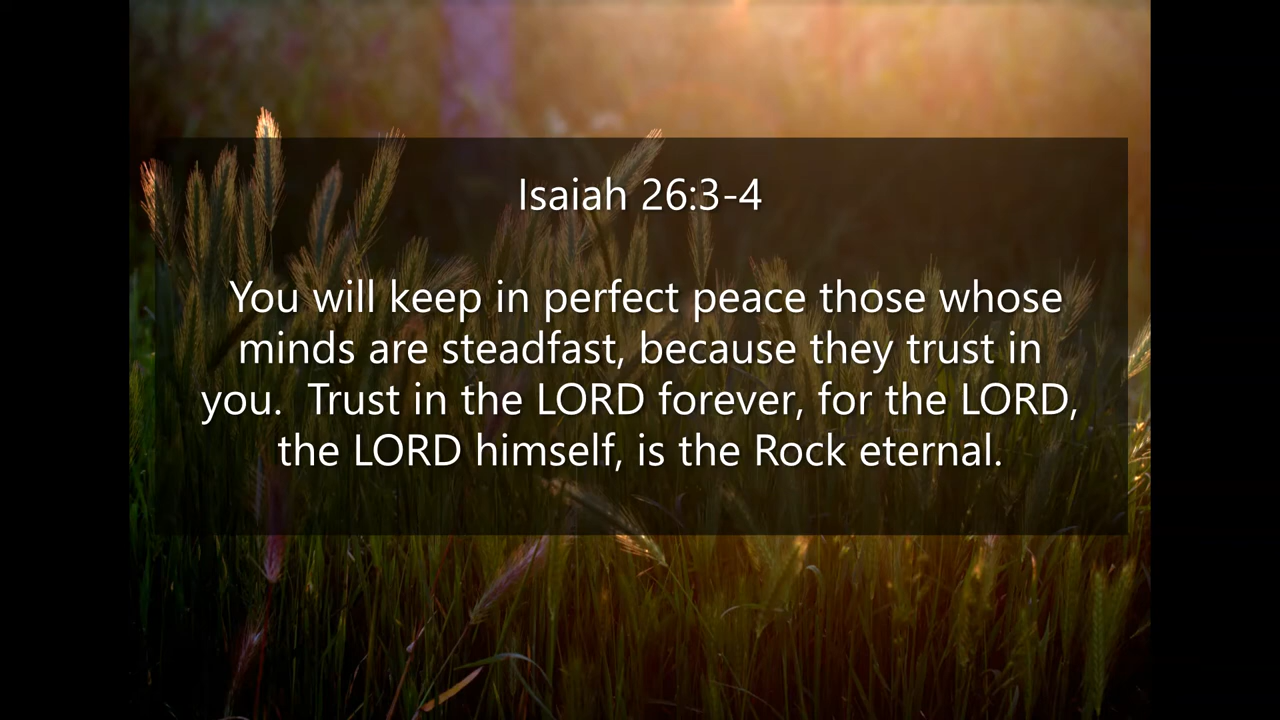 Isaiah 26:3-4
You will keep in perfect peace those whose
minds are steadfast, because they trust in
you.  Trust in the LORD forever, for the LORD,
the LORD himself, is the Rock eternal.